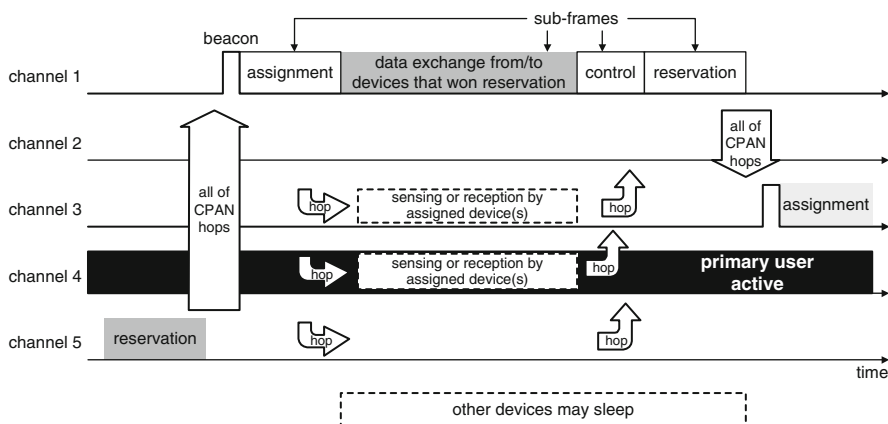 sub-frames
beacon
channel 1
assignment
data exchange from/to
devices that won reservation
control
reservation
channel 2
all of
CPAN
hops
channel 3
all of
CPAN
hops
hop
sensing or reception by
assigned device(s)
hop
assignment
channel 4
hop
sensing or reception by
assigned device(s)
hop
primary user
active
channel 5
reservation
hop
hop
time
other devices may sleep